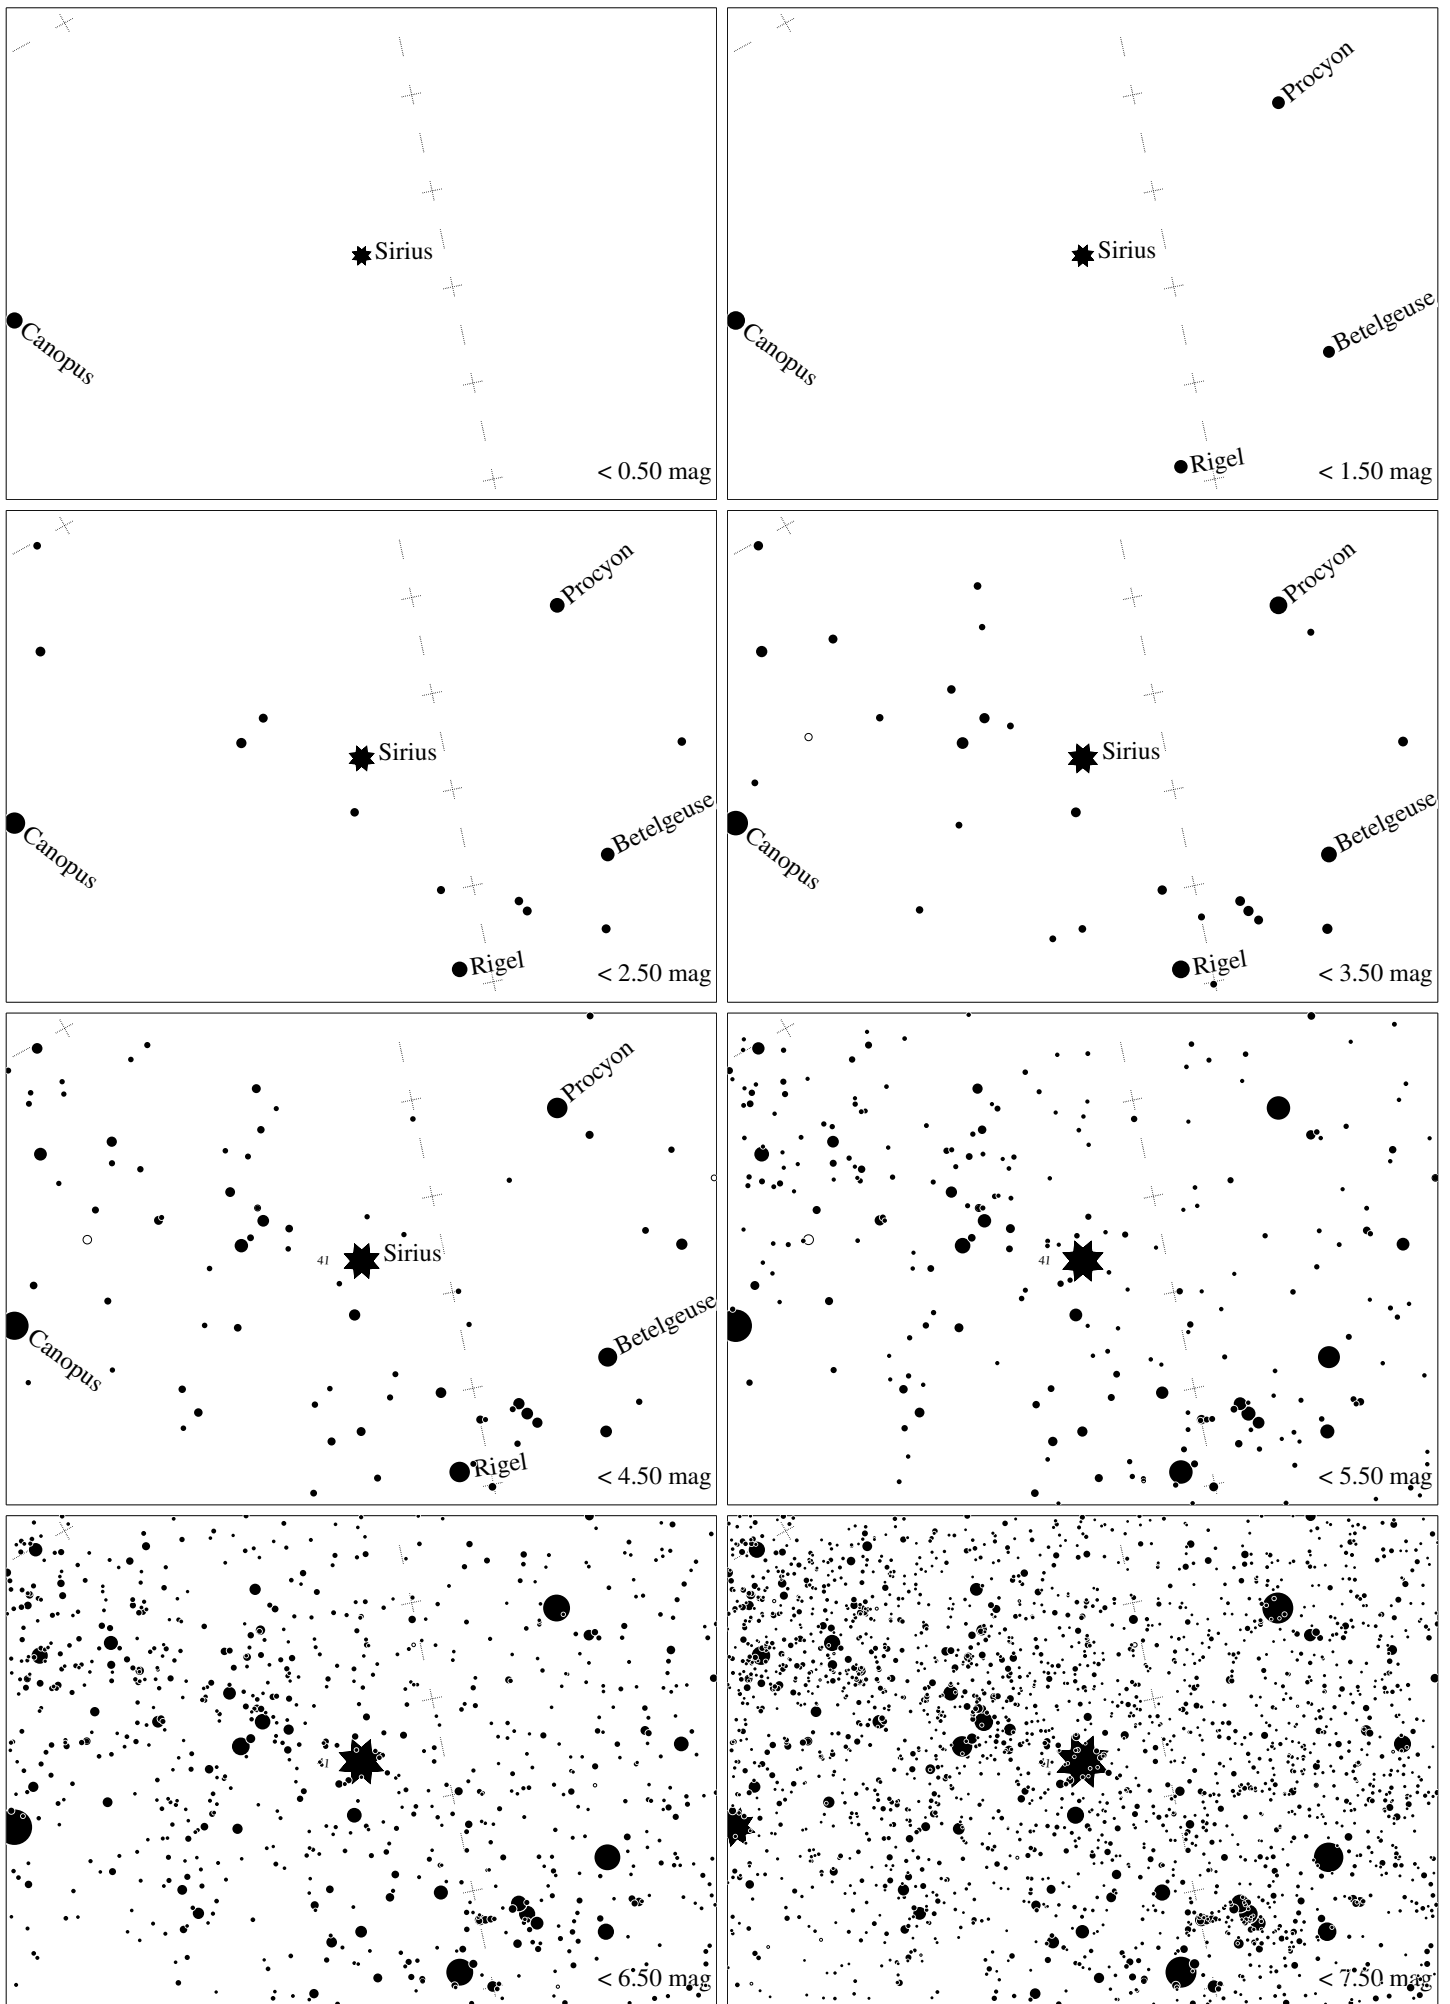 Sirius
Canopus
< 0.50 mag
Procyon
Sirius
Canopus
Betelgeuse
Rigel
< 1.50 mag
Procyon
Sirius
Canopus
Betelgeuse
Rigel
< 2.50 mag
Procyon
Sirius
Canopus
Betelgeuse
Rigel
< 3.50 mag
Procyon
41
Sirius
Canopus
Betelgeuse
Rigel
< 4.50 mag
41
< 5.50 mag
41
< 6.50 mag
41
< 7.50 mag